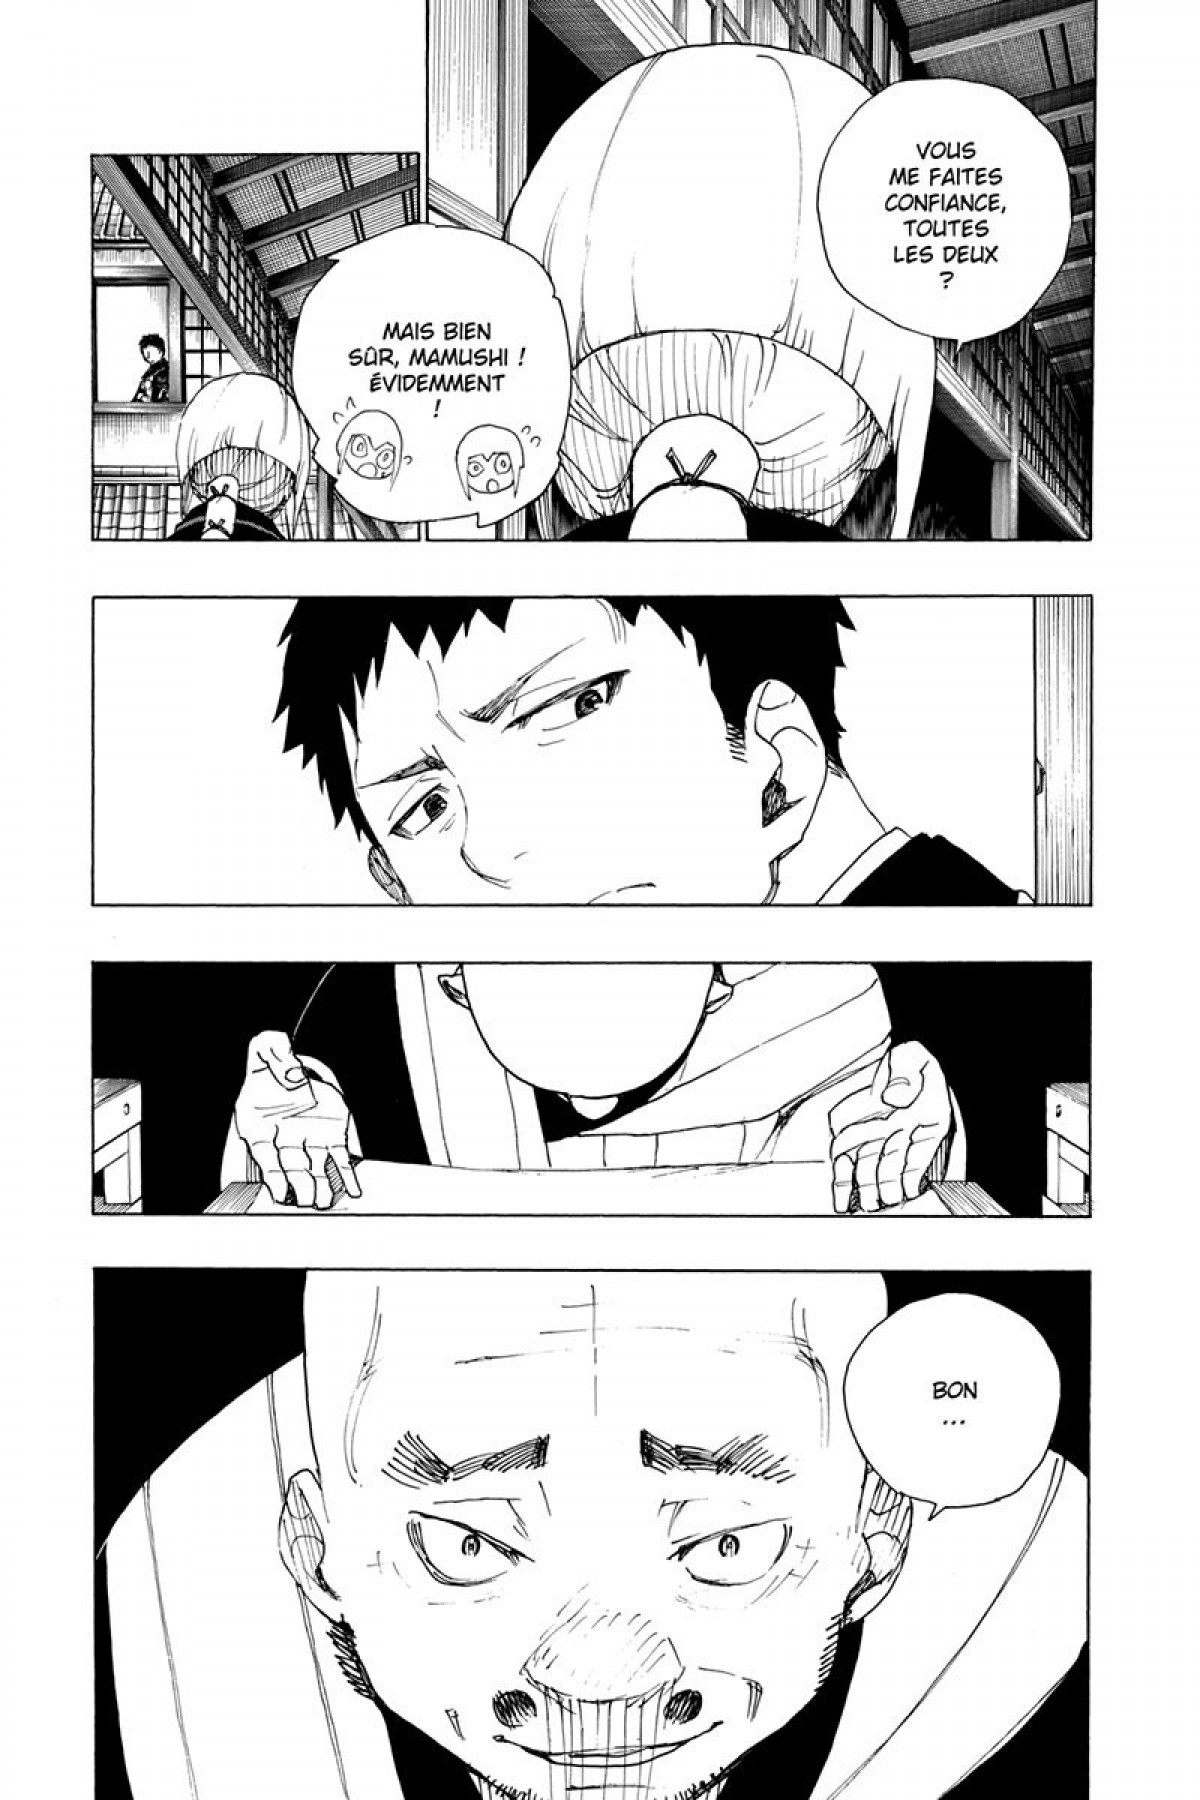 VOUS
ME FAITES
CONFIANCE,
TOUTES
LES DEUX
?
MAIS BIEN
SÛR, MAMUSHI !
ÉVIDEMMENT
!
BON
...